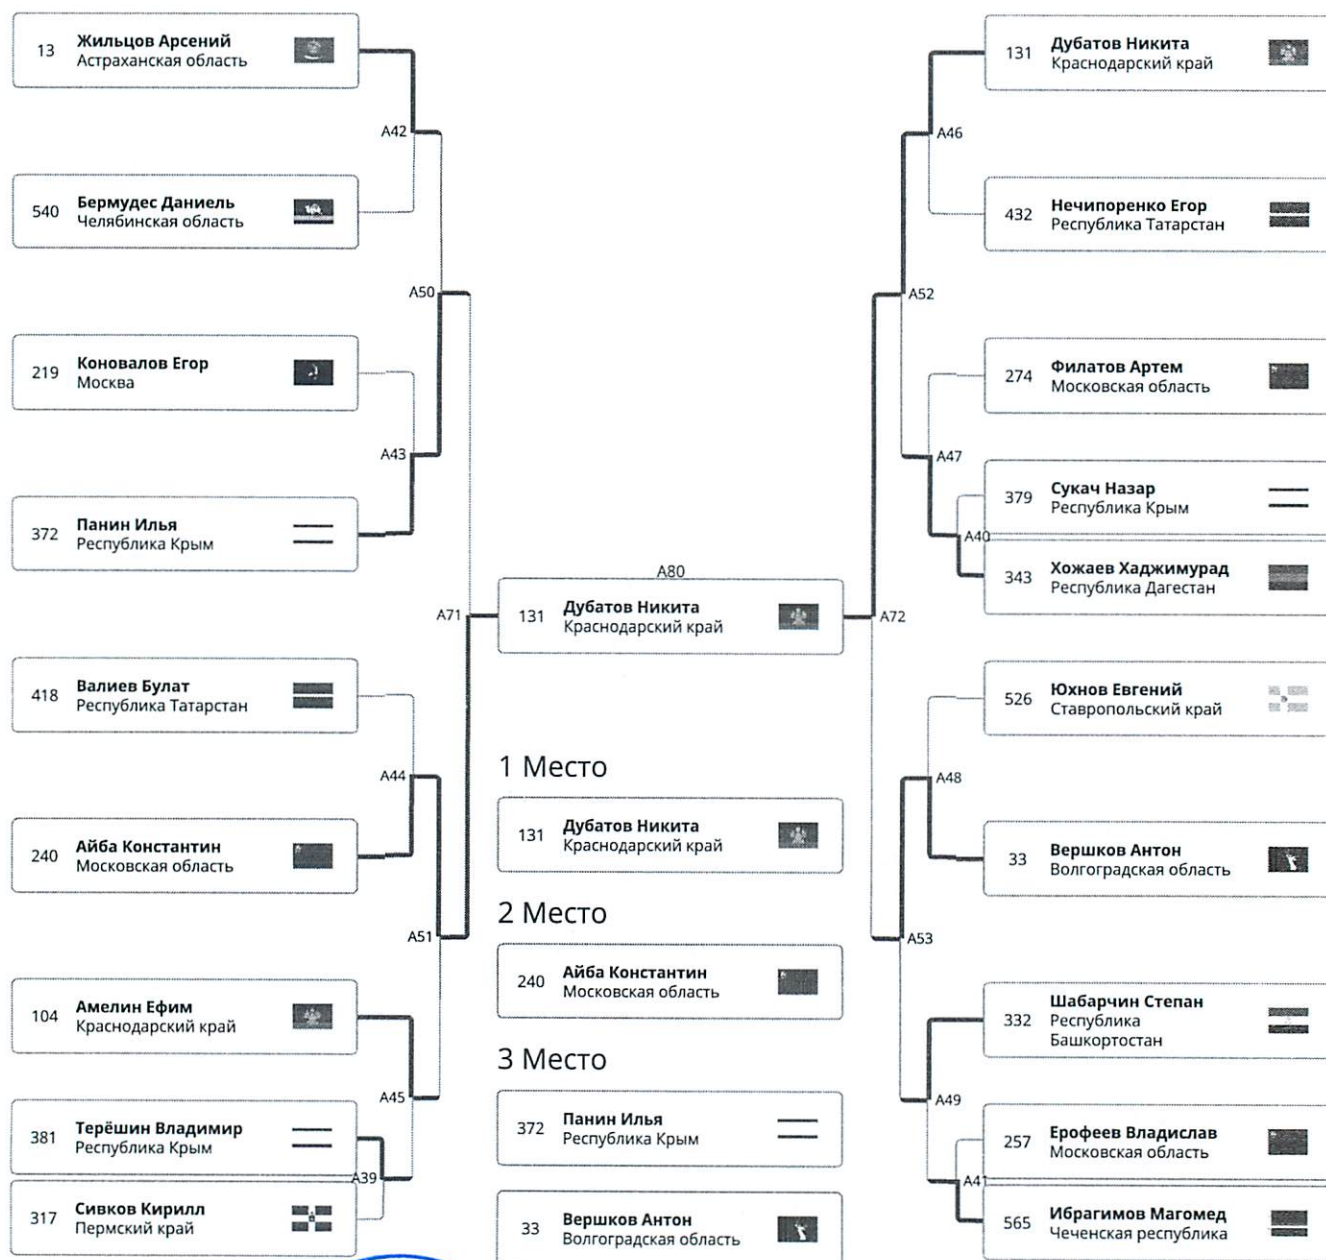 13
Жильцов Арсений
Астраханская область
A42
540
Бермудес Даниель
Челябинская область
A50
219
Коновалов Егор
Москва
A43
372
Панин Илья
Республика Крым
A71
418
Валиев Булат
Республика Татарстан
A44
240
Айба Константин
Московская область
A51
104
Амелин Ефим
Краснодарский край
A45
381
Терёшин Владимир
Республика Крым
A39
317
Сивков Кирилл
Пермский край
A80
131
Дубатов Никита
Краснодарский край
1 Место
131
Дубатов Никита
Краснодарский край
2 Место
240
Айба Константин
Московская область
3 Место
372
Панин Илья
Республика Крым
33
Вершков Антон
Волгоградская область
131
Дубатов Никита
Краснодарский край
A46
432
Нечипоренко Егор
Республика Татарстан
A52
274
Филатов Артем
Московская область
A47
379
Сукач Назар
Республика Крым
A40
343
Хожаев Хаджимурад
Республика Дагестан
A72
526
Юхнов Евгений
Ставропольский край
A48
33
Вершков Антон
Волгоградская область
A53
332
Шабарчин Степан
Республика
Башкортостан
A49
257
Ерофеев Владислав
Московская область
A41
565
Ибрагимов Магомед
Чеченская республика